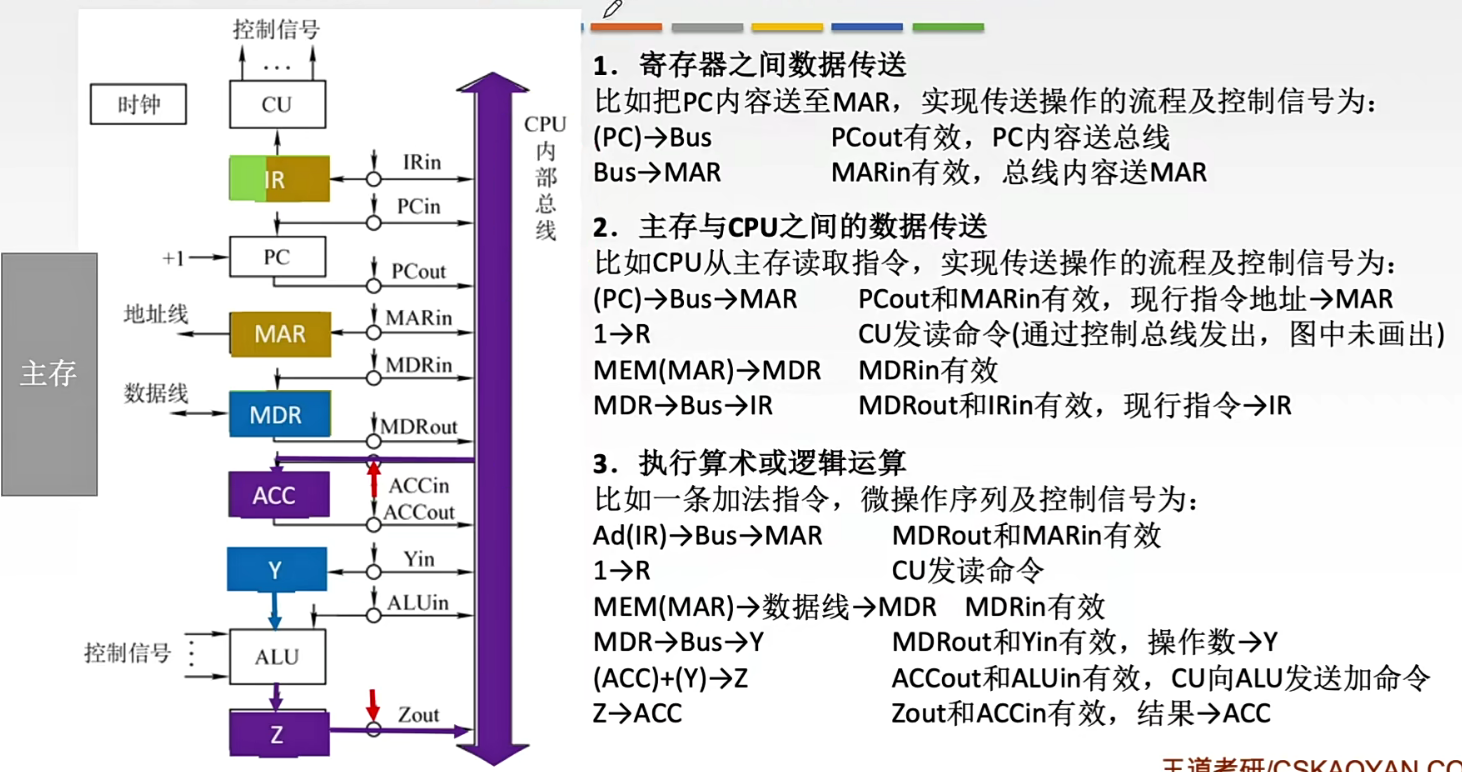 控制信号
...
时钟
CU
IR
IRin
PCin
+1
PC
PCout
地址线
MAR
MARin
MDRin
数据线
MDR
MDRout
ACC
ACCin
ACCout
Y
Yin
ALUin
控制信号
ALU
Z
Zout
主存
CPU
内
部
总
线
1. 寄存器之间数据传送
比如把PC内容送至MAR，实现传送操作的流程及控制信号为：
(PC)→Bus PCout有效，PC内容送总线
Bus→MAR MARin有效，总线内容送MAR
2. 主存与CPU之间的数据传送
比如CPU从主存读取指令，实现传送操作的流程及控制信号为：
(PC)→Bus→MAR PCout和MARin有效，现行指令地址→MAR
1→R CU发读命令(通过控制总线发出，图中未画出)
MEM(MAR)→MDR MDRin有效
MDR→Bus→IR MDRout和IRin有效，现行指令→IR
3. 执行算术或逻辑运算
比如一条加法指令，微操作序列及控制信号为：
Ad(IR)→Bus→MAR MDRout和MARin有效
1→R CU发读命令
MEM(MAR)→数据线→MDR MDRin有效
MDR→Bus→Y MDRout和Yin有效，操作数→Y
(ACC)+(Y)→Z ACCout和ALUin有效，CU向ALU发送加命令
Z→ACC Zout和ACCin有效，结果→ACC
王道考研/CSKAOYAN.CO